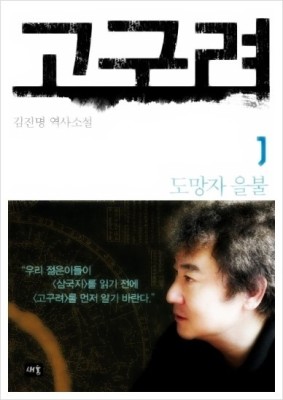 고구려
김진명 역사소설
1
도망자 을불
"우리 젊은이들이
〈삼국지〉를 읽기 전에
〈고구려〉를 먼저 알기 바란다."
새움